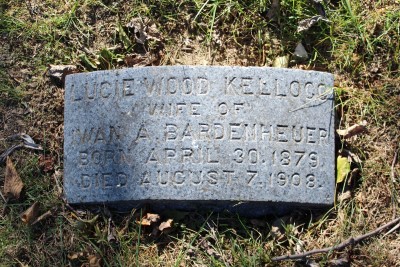 LUCIE WOOD KELLOGG
WIFE OF
IWAN A. BARDENHEUER
BORN APRIL 30. 1879.
DIED AUGUST 7. 1908.